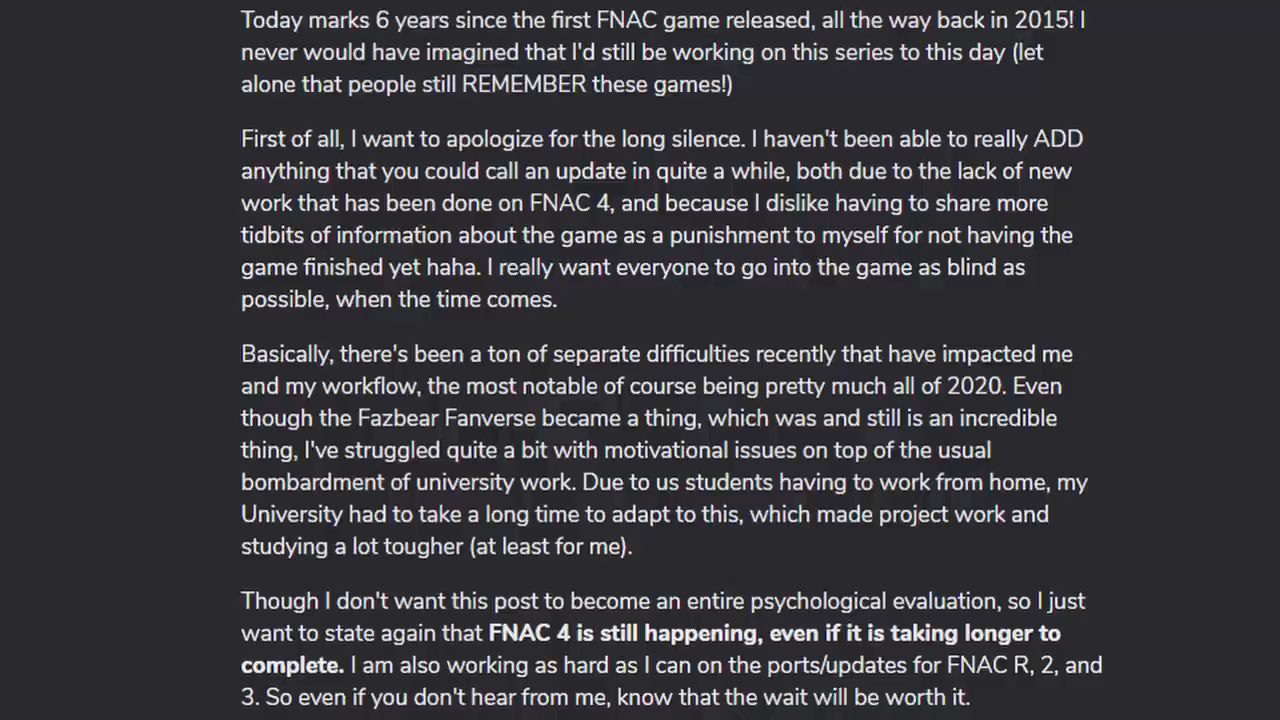 Today marks 6 years since the first FNAC game released, all the way back in 2015! I
never would have imagined that I'd still be working on this series to this day (let
alone that people still REMEMBER these games!)
First of all, I want to apologize for the long silence. I haven't been able to really ADD
anything that you could call an update in quite a while, both due to the lack of new
work that has been done on FNAC 4, and because I dislike having to share more
tidbits of information about the game as a punishment to myself for not having the
game finished yet haha. I really want everyone to go into the game as blind as
possible, when the time comes.
Basically, there's been a ton of separate difficulties recently that have impacted me
and my workflow, the most notable of course being pretty much all of 2020. Even
though the Fazbear Fanverse became a thing, which was and still is an incredible
thing, I've struggled quite a bit with motivational issues on top of the usual
bombardment of university work. Due to us students having to work from home, my
University had to take a long time to adapt to this, which made project work and
studying a lot tougher (at least for me).
Though I don't want this post to become an entire psychological evaluation, so I just
want to state again that FNAC 4 is still happening, even if it is taking longer to
complete. I am also working as hard as I can on the ports/updates for FNAC R, 2, and
3. So even if you don't hear from me, know that the wait will be worth it.